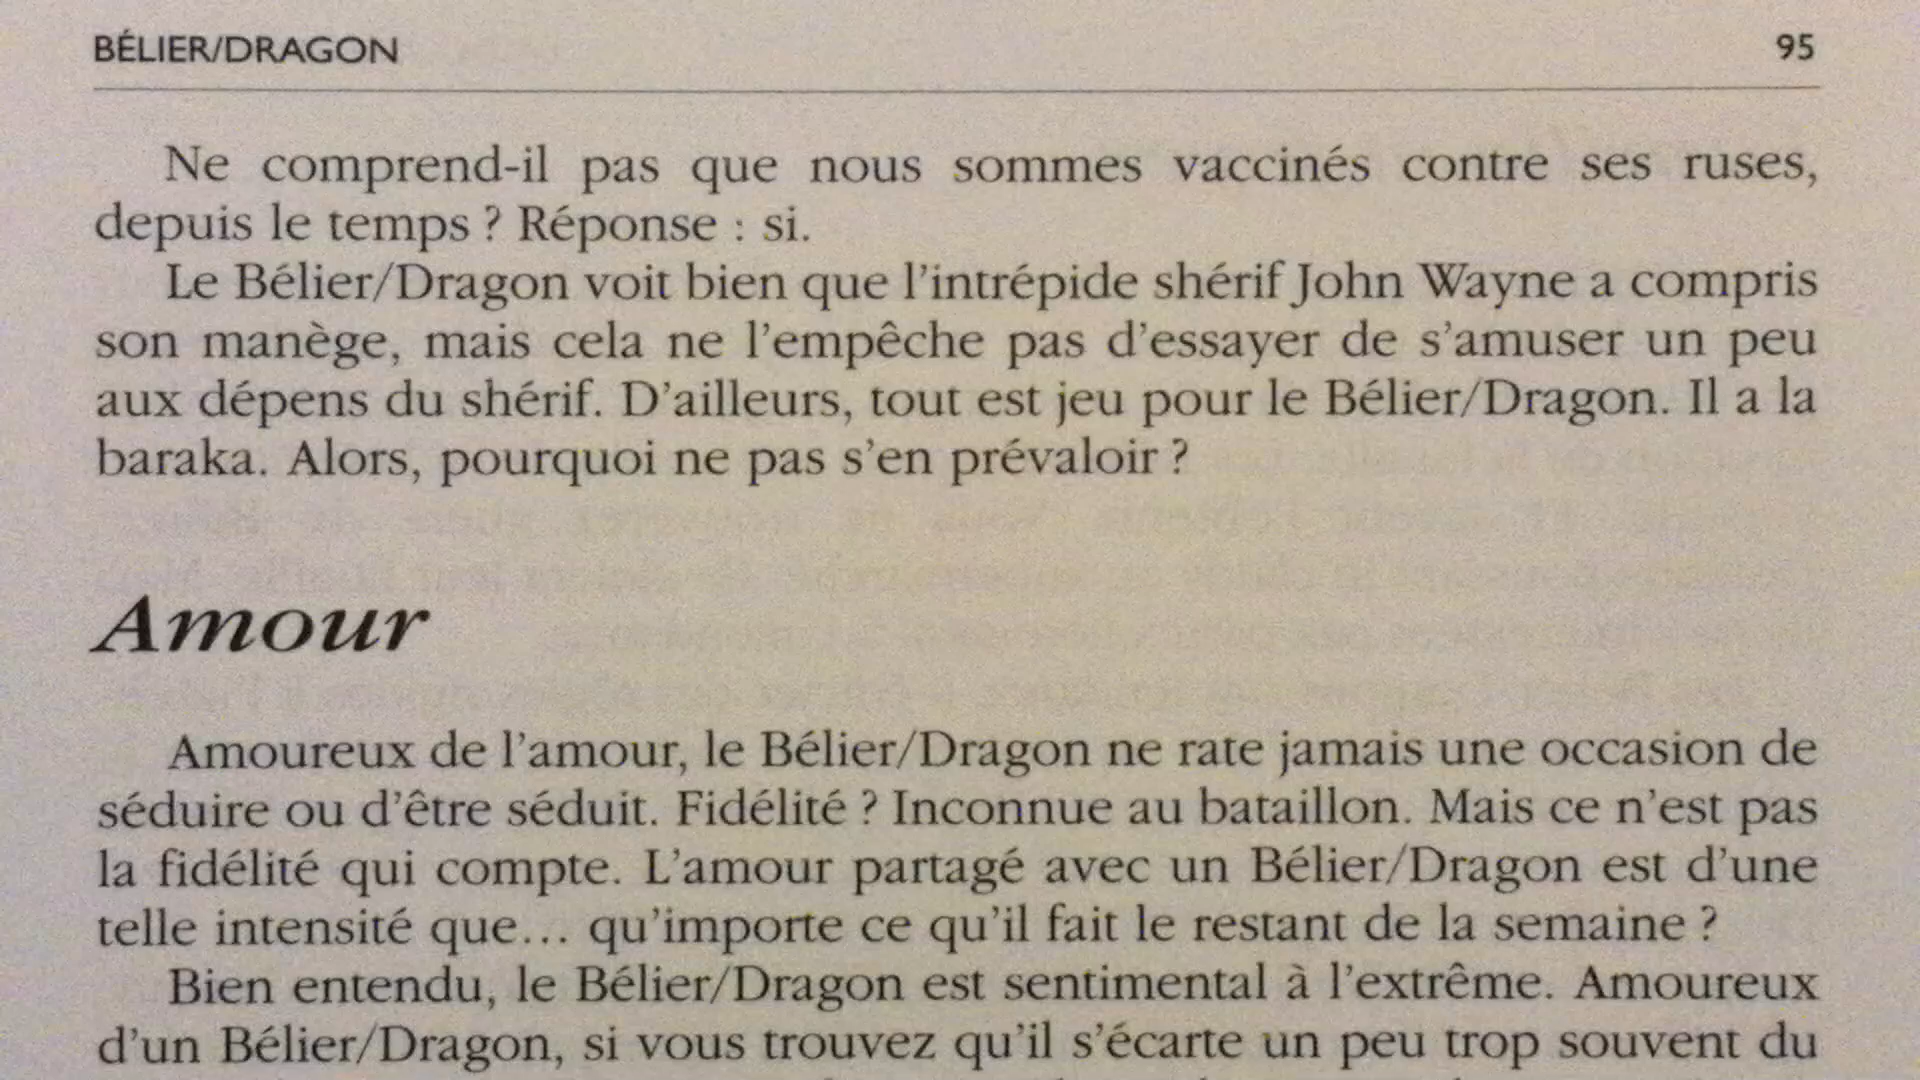 BÉLIER/DRAGON 95
Ne comprend-il pas que nous sommes vaccinés contre ses ruses,
depuis le temps ? Réponse : si.
Le Bélier/Dragon voit bien que l'intrépide shérif John Wayne a compris
son manège, mais cela ne l'empêche pas d'essayer de s'amuser un peu
aux dépens du shérif. D'ailleurs, tout est jeu pour le Bélier/Dragon. Il a la
baraka. Alors, pourquoi ne pas s'en prévaloir ?
Amour
Amoureux de l'amour, le Bélier/Dragon ne rate jamais une occasion de
séduire ou d'être séduit. Fidélité ? Inconnue au bataillon. Mais ce n'est pas
la fidélité qui compte. L'amour partagé avec un Bélier/Dragon est d'une
telle intensité que… qu'importe ce qu'il fait le restant de la semaine ?
Bien entendu, le Bélier/Dragon est sentimental à l'extrême. Amoureux
d'un Bélier/Dragon, si vous trouvez qu'il s'écarte un peu trop souvent du